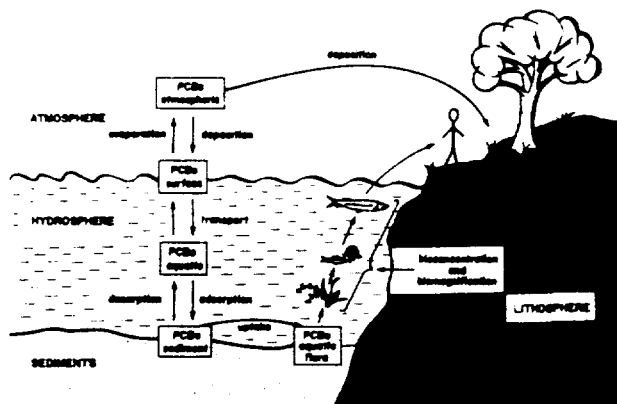 deposition
PCBs
atmospheric
ATMOSPHERE
evaporation
deposition
PCBs
surface
HYDROSPHERE
transport
PCBs
aquatic
bioconcentration
and
biomagnification
desorption
adsorption
LITHOSPHERE
uptake
PCBs
sediment
PCBs
aquatic
flora
SEDIMENTS